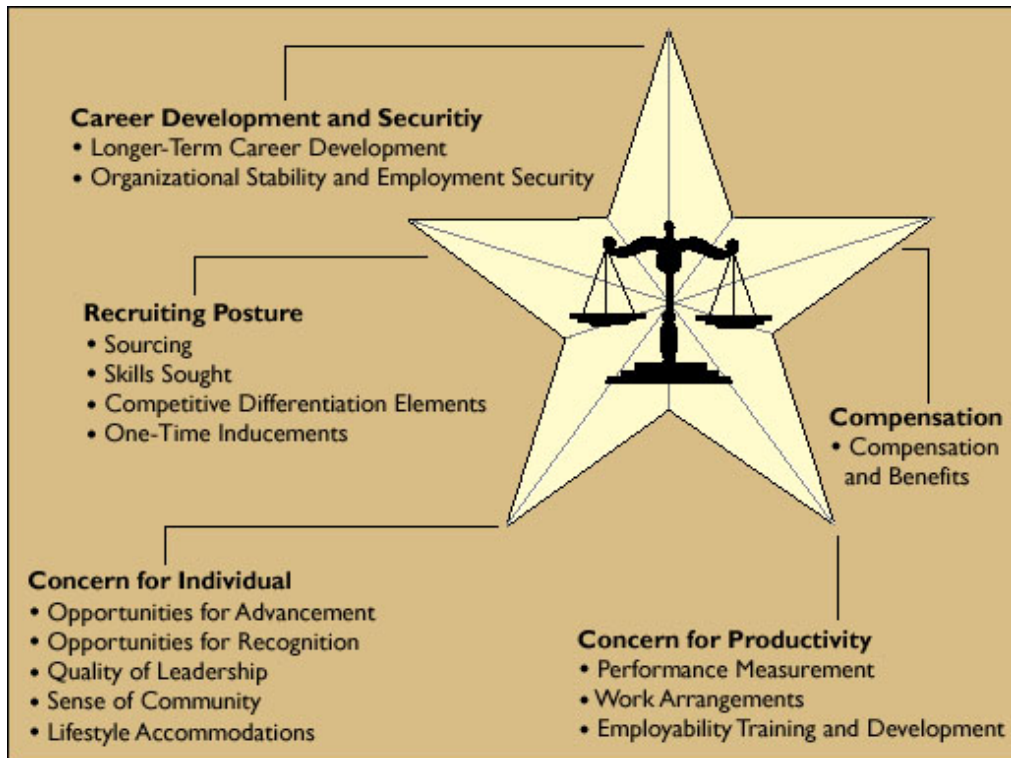 Career Development and Securitiy
• Longer-Term Career Development
• Organizational Stability and Employment Security
Recruiting Posture
• Sourcing
• Skills Sought
• Competitive Differentiation Elements
• One-Time Inducements
Compensation
• Compensation
and Benefits
Concern for Individual
• Opportunities for Advancement
• Opportunities for Recognition
• Quality of Leadership
• Sense of Community
• Lifestyle Accommodations
Concern for Productivity
• Performance Measurement
• Work Arrangements
• Employability Training and Development